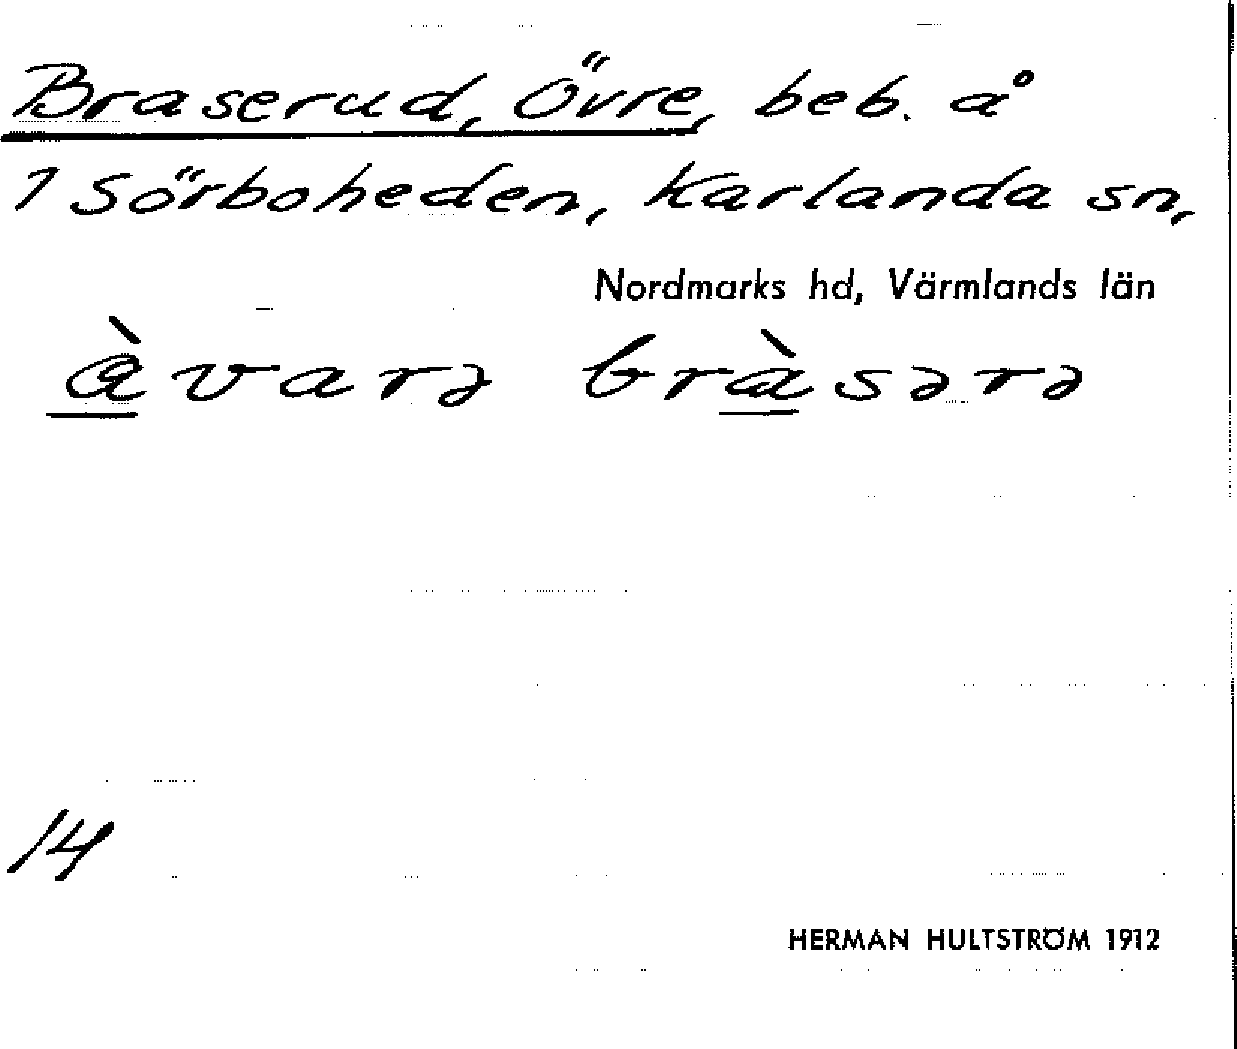 Braserud, Övre, beb. å
1 Sörboheden, Karlanda sn,
Nordmarks hd, Värmlands län
àvarə bràsərə
14
HERMAN HULTSTRÖM 1912